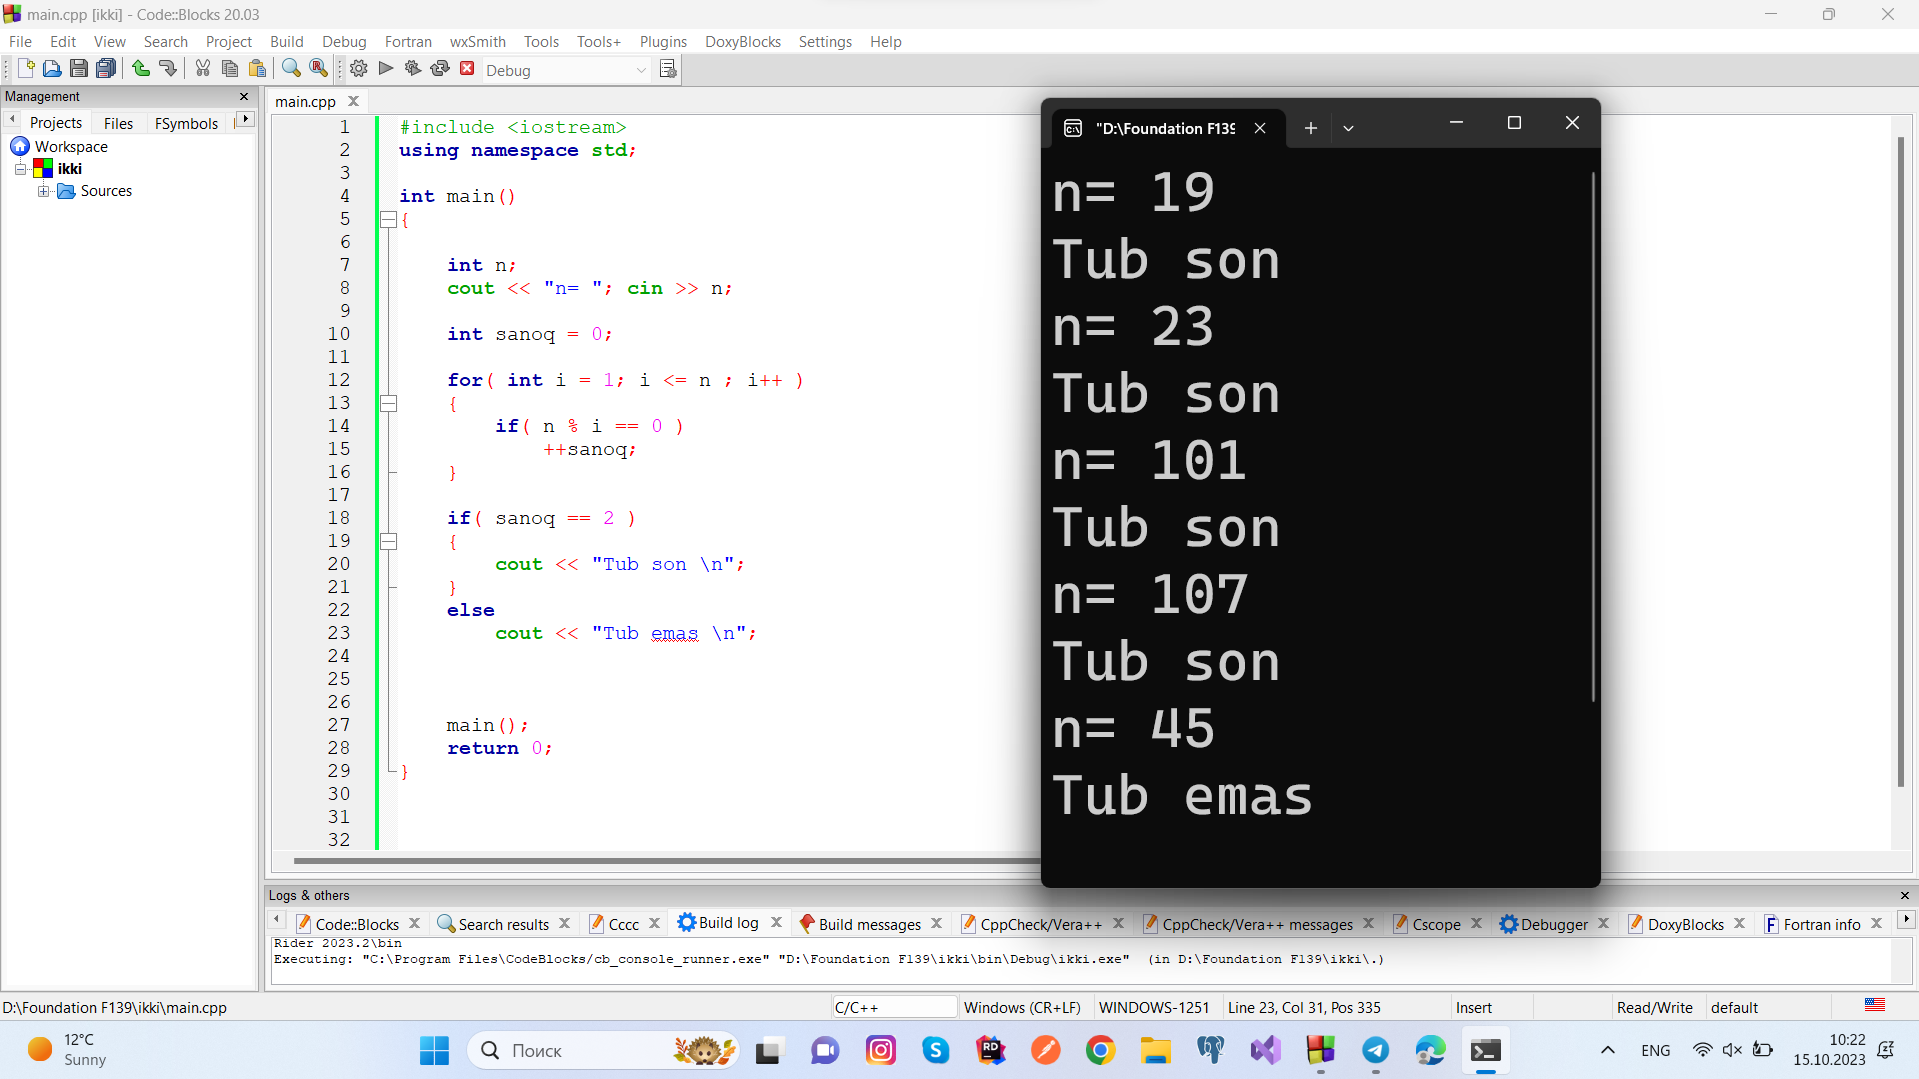 main.cpp [ikki] - Code::Blocks 20.03
File Edit View Search Project Build Debug Fortran wxSmith Tools Tools+ Plugins DoxyBlocks Settings Help
Debug
Management
Projects Files FSymbols
Workspace
ikki
Sources
main.cpp
1 #include <iostream>
2 using namespace std;
3
4 int main()
5 {
6
7 int n;
8 cout << "n= "; cin >> n;
9
10 int sanoq = 0;
11
12 for( int i = 1; i <= n ; i++ )
13 {
14 if( n % i == 0 )
15 ++sanoq;
16 }
17
18 if( sanoq == 2 )
19 {
20 cout << "Tub son \n";
21 }
22 else
23 cout << "Tub emas \n";
24
25
26
27 main();
28 return 0;
29 }
30
31
32
"D:\Foundation F139
n= 19
Tub son
n= 23
Tub son
n= 101
Tub son
n= 107
Tub son
n= 45
Tub emas
Logs & others
Code::Blocks Search results Cccc Build log Build messages CppCheck/Vera++ CppCheck/Vera++ messages Cscope Debugger DoxyBlocks Fortran info
Rider 2023.2\bin
Executing: "C:\Program Files\CodeBlocks/cb_console_runner.exe" "D:\Foundation F139\ikki\bin\Debug\ikki.exe" (in D:\Foundation F139\ikki\.)
D:\Foundation F139\ikki\main.cpp C/C++ Windows (CR+LF) WINDOWS-1251 Line 23, Col 31, Pos 335 Insert Read/Write default
12°C
Sunny
Поиск
RD
ENG
10:22
15.10.2023